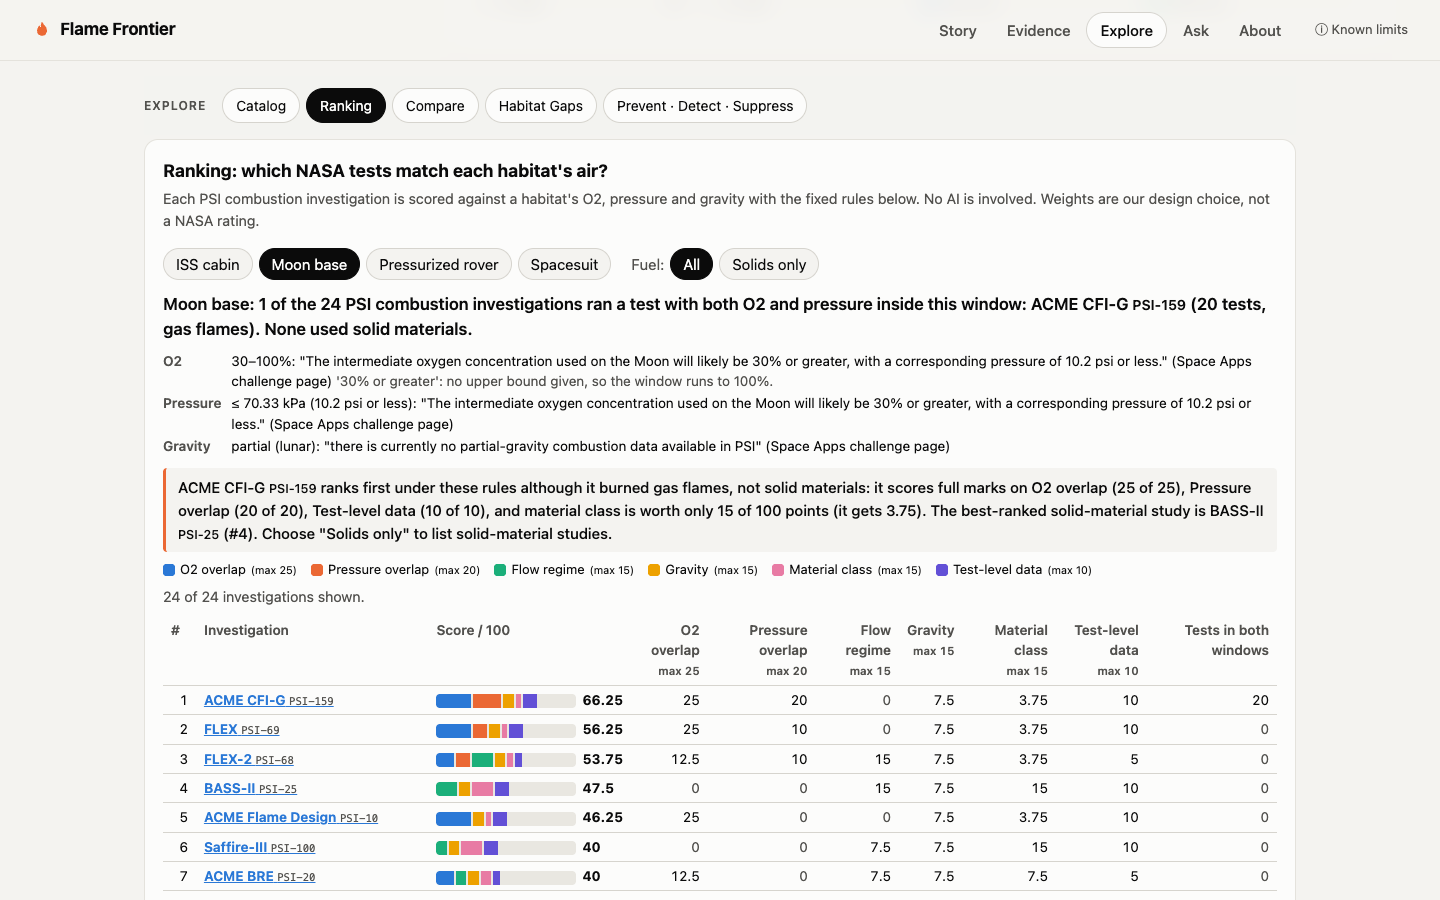 Flame Frontier
Story Evidence Explore Ask About ⓘ Known limits
EXPLORE Catalog Ranking Compare Habitat Gaps Prevent · Detect · Suppress
Ranking: which NASA tests match each habitat's air?
Each PSI combustion investigation is scored against a habitat's O2, pressure and gravity with the fixed rules below. No AI is involved. Weights are our design choice, not
a NASA rating.
ISS cabin Moon base Pressurized rover Spacesuit Fuel: All Solids only
Moon base: 1 of the 24 PSI combustion investigations ran a test with both O2 and pressure inside this window: ACME CFI-G PSI-159 (20 tests,
gas flames). None used solid materials.
O2 30–100%: "The intermediate oxygen concentration used on the Moon will likely be 30% or greater, with a corresponding pressure of 10.2 psi or less." (Space Apps
challenge page) '30% or greater': no upper bound given, so the window runs to 100%.
Pressure ≤ 70.33 kPa (10.2 psi or less): "The intermediate oxygen concentration used on the Moon will likely be 30% or greater, with a corresponding pressure of 10.2 psi or
less." (Space Apps challenge page)
Gravity partial (lunar): "there is currently no partial-gravity combustion data available in PSI" (Space Apps challenge page)
ACME CFI-G PSI-159 ranks first under these rules although it burned gas flames, not solid materials: it scores full marks on O2 overlap (25 of 25), Pressure
overlap (20 of 20), Test-level data (10 of 10), and material class is worth only 15 of 100 points (it gets 3.75). The best-ranked solid-material study is BASS-II
PSI-25 (#4). Choose "Solids only" to list solid-material studies.
O2 overlap (max 25) Pressure overlap (max 20) Flow regime (max 15) Gravity (max 15) Material class (max 15) Test-level data (max 10)
24 of 24 investigations shown.
# Investigation Score / 100 O2 Pressure Flow Gravity Material Test-level Tests in both
overlap overlap regime max 15 class data windows
max 25 max 20 max 15 max 15 max 10
1 ACME CFI-G PSI-159 66.25 25 20 0 7.5 3.75 10 20
2 FLEX PSI-69 56.25 25 10 0 7.5 3.75 10 0
3 FLEX-2 PSI-68 53.75 12.5 10 15 7.5 3.75 5 0
4 BASS-II PSI-25 47.5 0 0 15 7.5 15 10 0
5 ACME Flame Design PSI-10 46.25 25 0 0 7.5 3.75 10 0
6 Saffire-III PSI-100 40 0 0 7.5 7.5 15 10 0
7 ACME BRE PSI-20 40 12.5 0 7.5 7.5 7.5 5 0